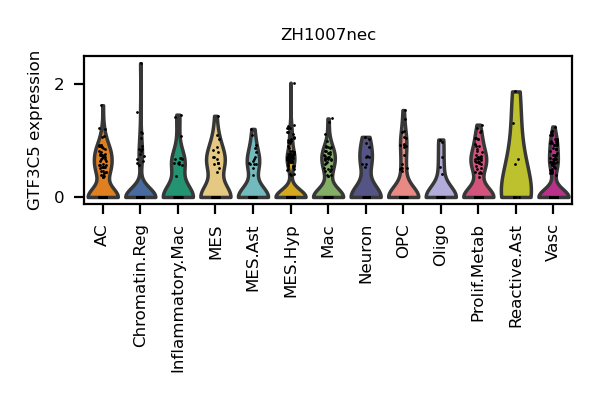 ZH1007nec
GTF3C5 expression
2
0
AC
Chromatin.Reg
Inflammatory.Mac
MES
MES.Ast
MES.Hyp
Mac
Neuron
OPC
Oligo
Prolif.Metab
Reactive.Ast
Vasc